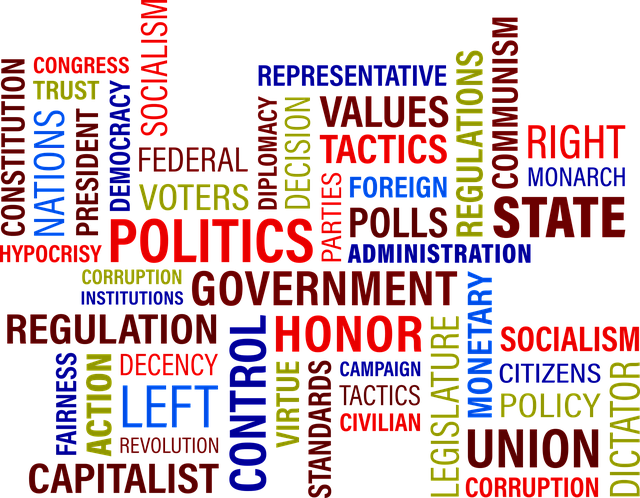 CONSTITUTION
CONGRESS
TRUST
NATIONS
PRESIDENT
DEMOCRACY
SOCIALISM
FEDERAL
VOTERS
HYPOCRISY
POLITICS
REPRESENTATIVE
DIPLOMACY
DECISION
VALUES
TACTICS
PARTIES
FOREIGN
POLLS
ADMINISTRATION
REGULATIONS
COMMUNISM
RIGHT
MONARCH
STATE
CORRUPTION
INSTITUTIONS
GOVERNMENT
REGULATION
FAIRNESS
ACTION
DECENCY
LEFT
REVOLUTION
CAPITALIST
CONTROL
HONOR
VIRTUE
STANDARDS
CAMPAIGN
TACTICS
CIVILIAN
LEGISLATURE
MONETARY
SOCIALISM
CITIZENS
POLICY
DICTATOR
UNION
CORRUPTION